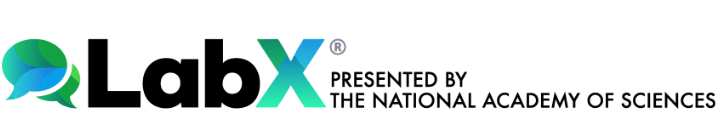 LabX®
PRESENTED BY
THE NATIONAL ACADEMY OF SCIENCES